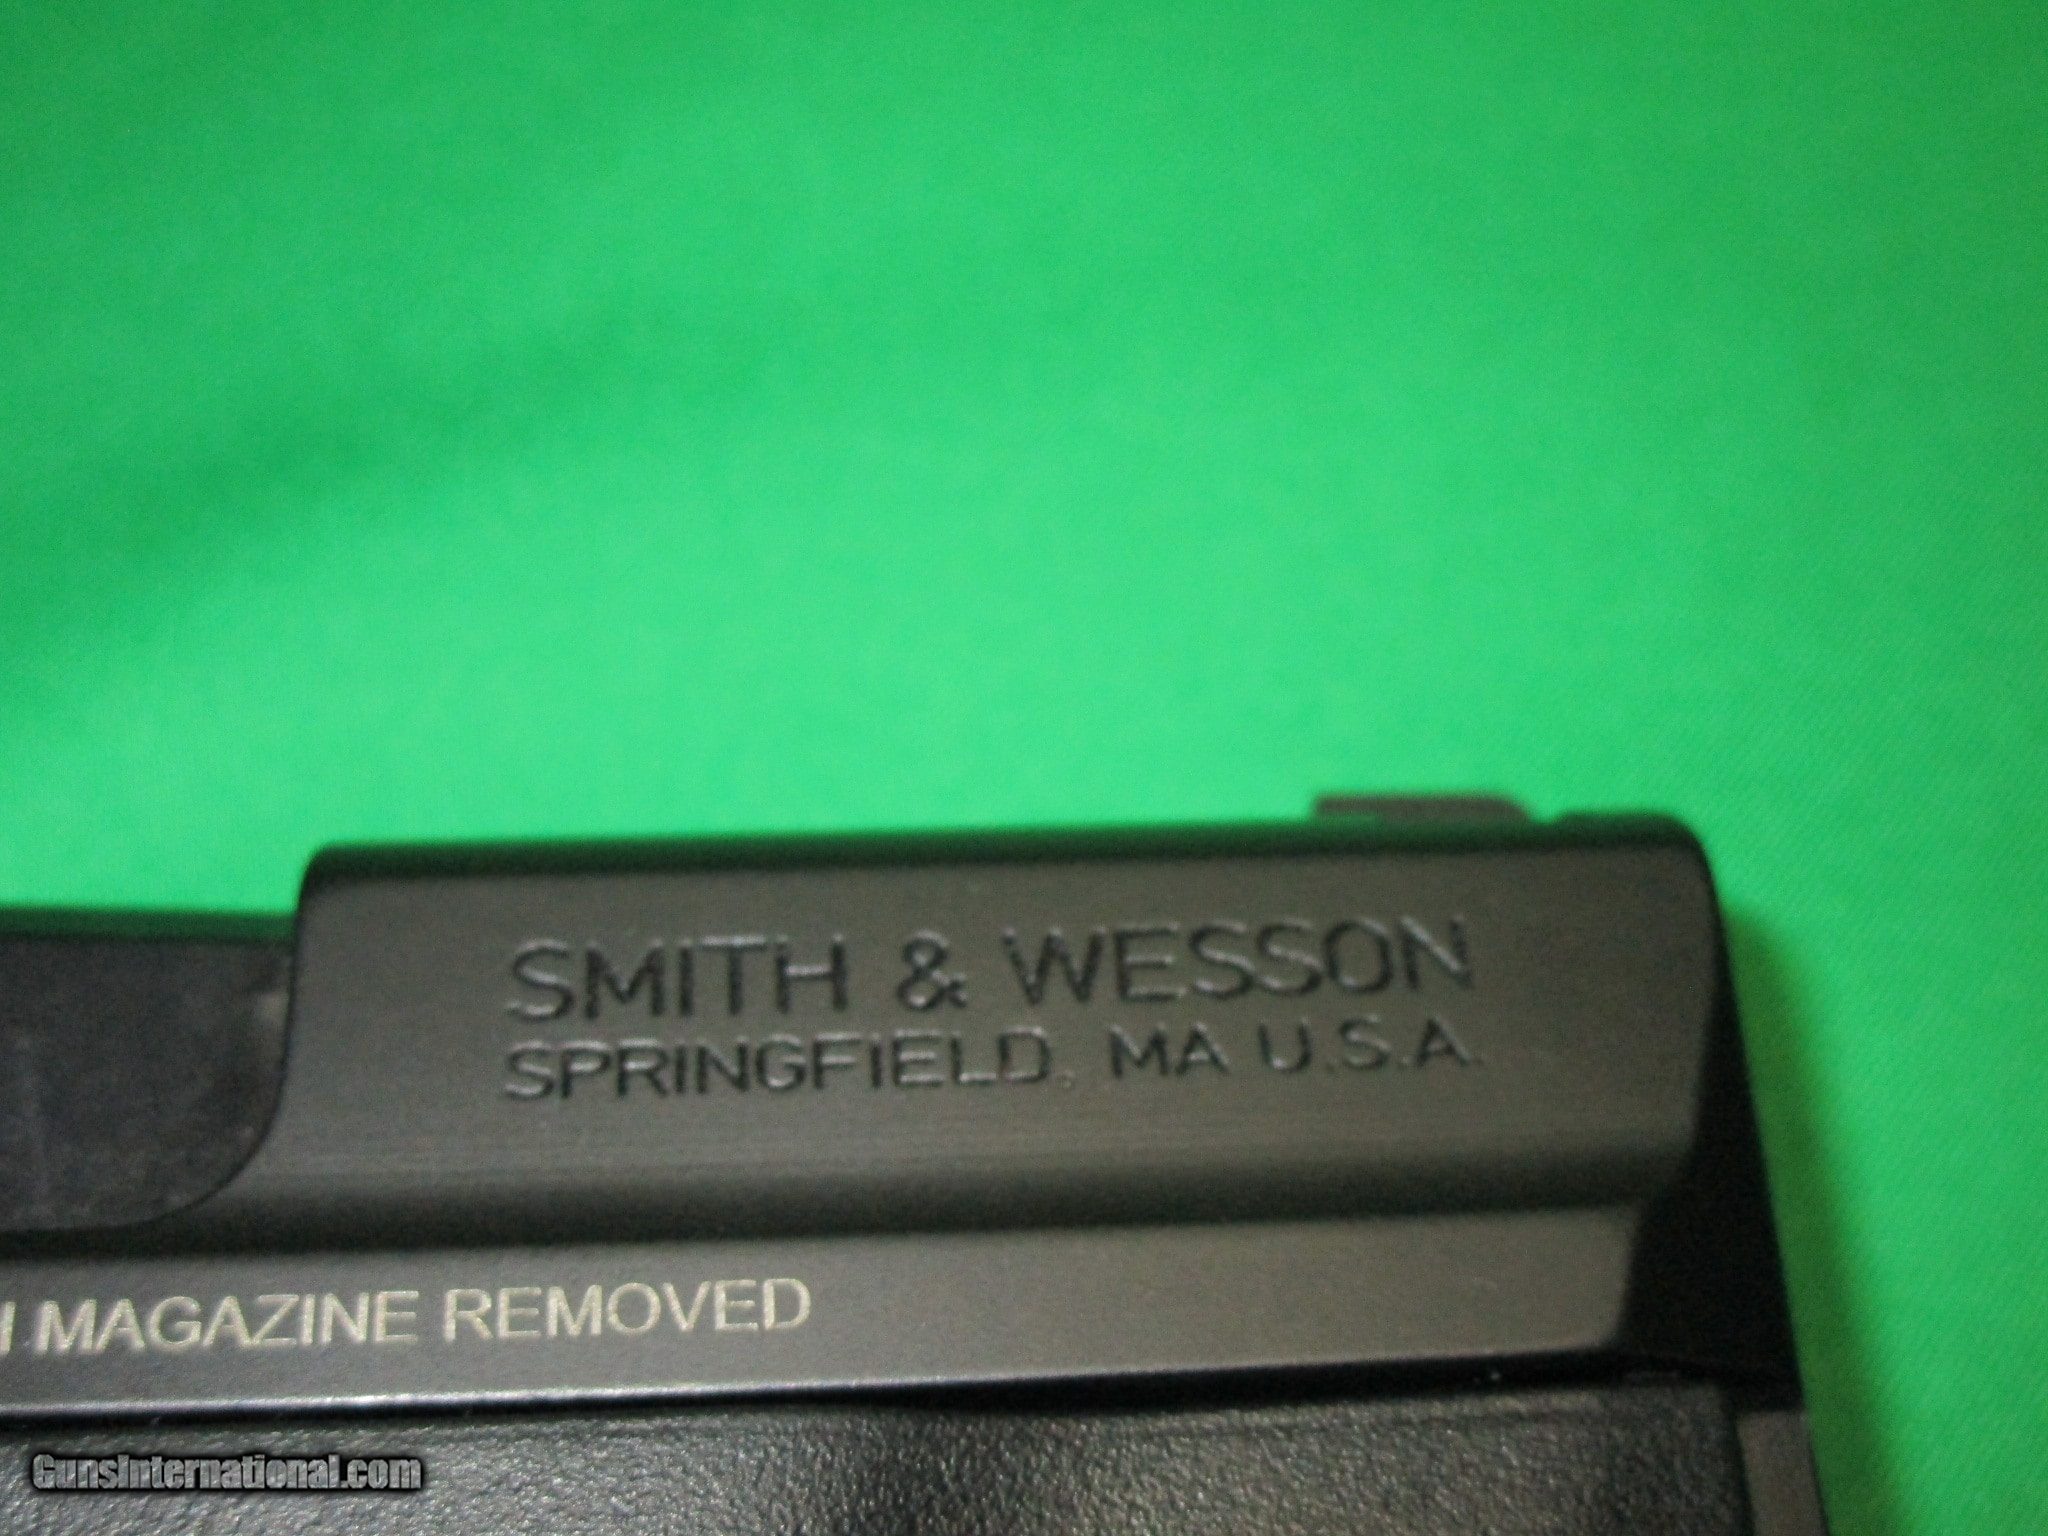 SMITH & WESSON
SPRINGFIELD, MA U.S.A.
MAGAZINE REMOVED
GunsInternational.com